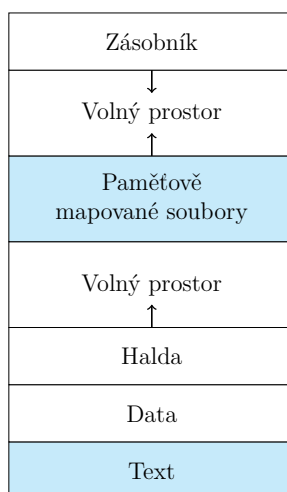 Zásobník
Volný prostor
Paměťově
mapované soubory
Volný prostor
Halda
Data
Text